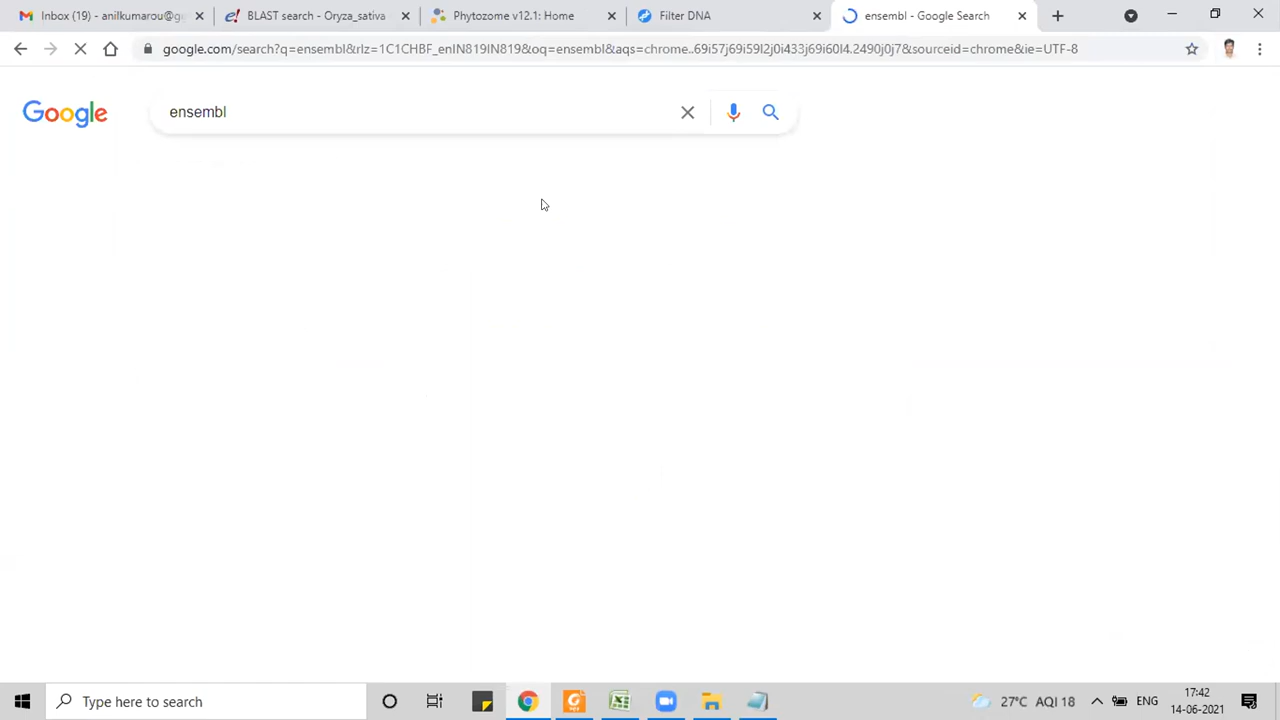 Inbox (19) - anilkumarou@ge
BLAST search - Oryza_sativa
Phytozome v12.1: Home
Filter DNA
ensembl - Google Search
google.com/search?q=ensembl&rlz=1C1CHBF_enIN819IN819&oq=ensembl&aqs=chrome..69i57j69i59l2j0i433j69i60l4.2490j0j7&sourceid=chrome&ie=UTF-8
Google
ensembl
Type here to search
27°C AQI 18
ENG
17:42
14-06-2021